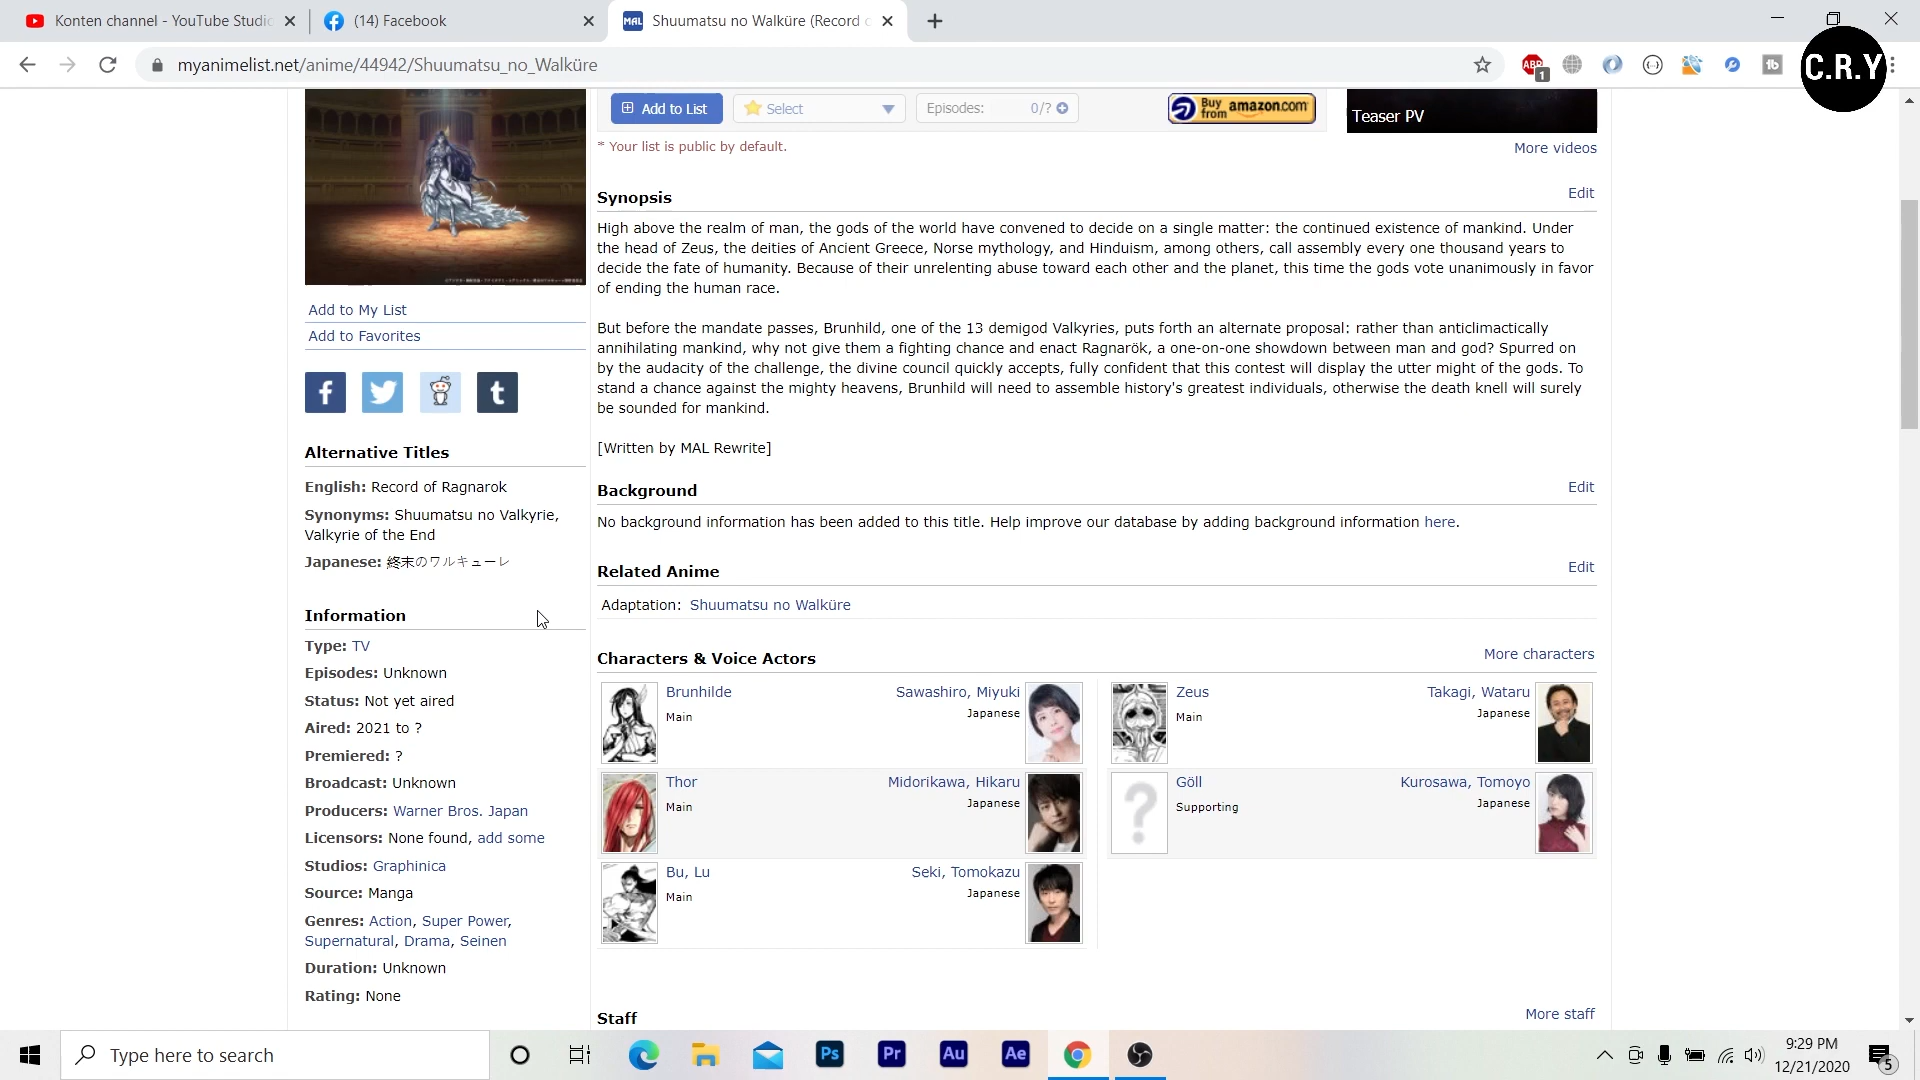 Konten channel - YouTube Studio
(14) Facebook
MAL
Shuumatsu no Walküre (Record o
myanimelist.net/anime/44942/Shuumatsu_no_Walküre
ABP
1
tb
C.R.Y
Add to List
Select
Episodes: 0/?
Buy from amazon.com
Teaser PV
* Your list is public by default.
More videos
Synopsis
Edit
High above the realm of man, the gods of the world have convened to decide on a single matter: the continued existence of mankind. Under
the head of Zeus, the deities of Ancient Greece, Norse mythology, and Hinduism, among others, call assembly every one thousand years to
decide the fate of humanity. Because of their unrelenting abuse toward each other and the planet, this time the gods vote unanimously in favor
of ending the human race.
But before the mandate passes, Brunhild, one of the 13 demigod Valkyries, puts forth an alternate proposal: rather than anticlimactically
annihilating mankind, why not give them a fighting chance and enact Ragnarök, a one-on-one showdown between man and god? Spurred on
by the audacity of the challenge, the divine council quickly accepts, fully confident that this contest will display the utter might of the gods. To
stand a chance against the mighty heavens, Brunhild will need to assemble history's greatest individuals, otherwise the death knell will surely
be sounded for mankind.
[Written by MAL Rewrite]
Background
Edit
No background information has been added to this title. Help improve our database by adding background information here.
Related Anime
Edit
Adaptation: Shuumatsu no Walküre
Characters & Voice Actors
More characters
Brunhilde
Main
Sawashiro, Miyuki
Japanese
Zeus
Main
Takagi, Wataru
Japanese
Thor
Main
Midorikawa, Hikaru
Japanese
Göll
Supporting
Kurosawa, Tomoyo
Japanese
Bu, Lu
Main
Seki, Tomokazu
Japanese
Staff
More staff
Add to My List
Add to Favorites
f
t
Alternative Titles
English: Record of Ragnarok
Synonyms: Shuumatsu no Valkyrie,
Valkyrie of the End
Japanese: 終末のワルキューレ
Information
Type: TV
Episodes: Unknown
Status: Not yet aired
Aired: 2021 to ?
Premiered: ?
Broadcast: Unknown
Producers: Warner Bros. Japan
Licensors: None found, add some
Studios: Graphinica
Source: Manga
Genres: Action, Super Power,
Supernatural, Drama, Seinen
Duration: Unknown
Rating: None
Type here to search
Ps
Pr
Au
Ae
9:29 PM
12/21/2020
5